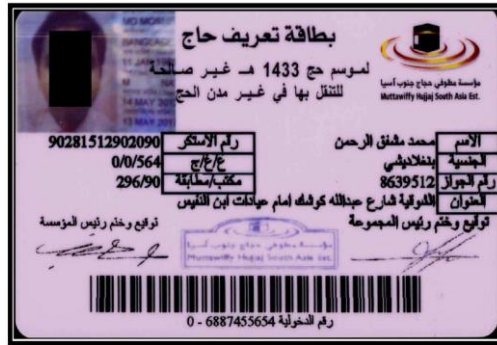 بطاقة تعريف حاج
لموسم حج 1433 هـ غير صالحة
للتنقل بها في غير مدن الحج
مؤسسة مطوفي حجاج جنوب آسيا
Muttawiffy Hujjaj South Asia Est.
الاسم محمد مشفق الرحمن رقم الاستكر 90281512902090
الجنسية بنغلاديشي ع/غ/ج 0/0/564
رقم الجواز 8639512 مكتب/مطابقة 296/90
العنوان الشوقية شارع عبدالله كوشك أمام حياتات ابن النفيس
توقيع وختم رئيس المجموعة توقيع وختم رئيس المؤسسة
مؤسسة مطوفي حجاج جنوب آسيا
Muttawiffy Hujjaj South Asia Est.
رقم الدخولية 6887455654 - 0